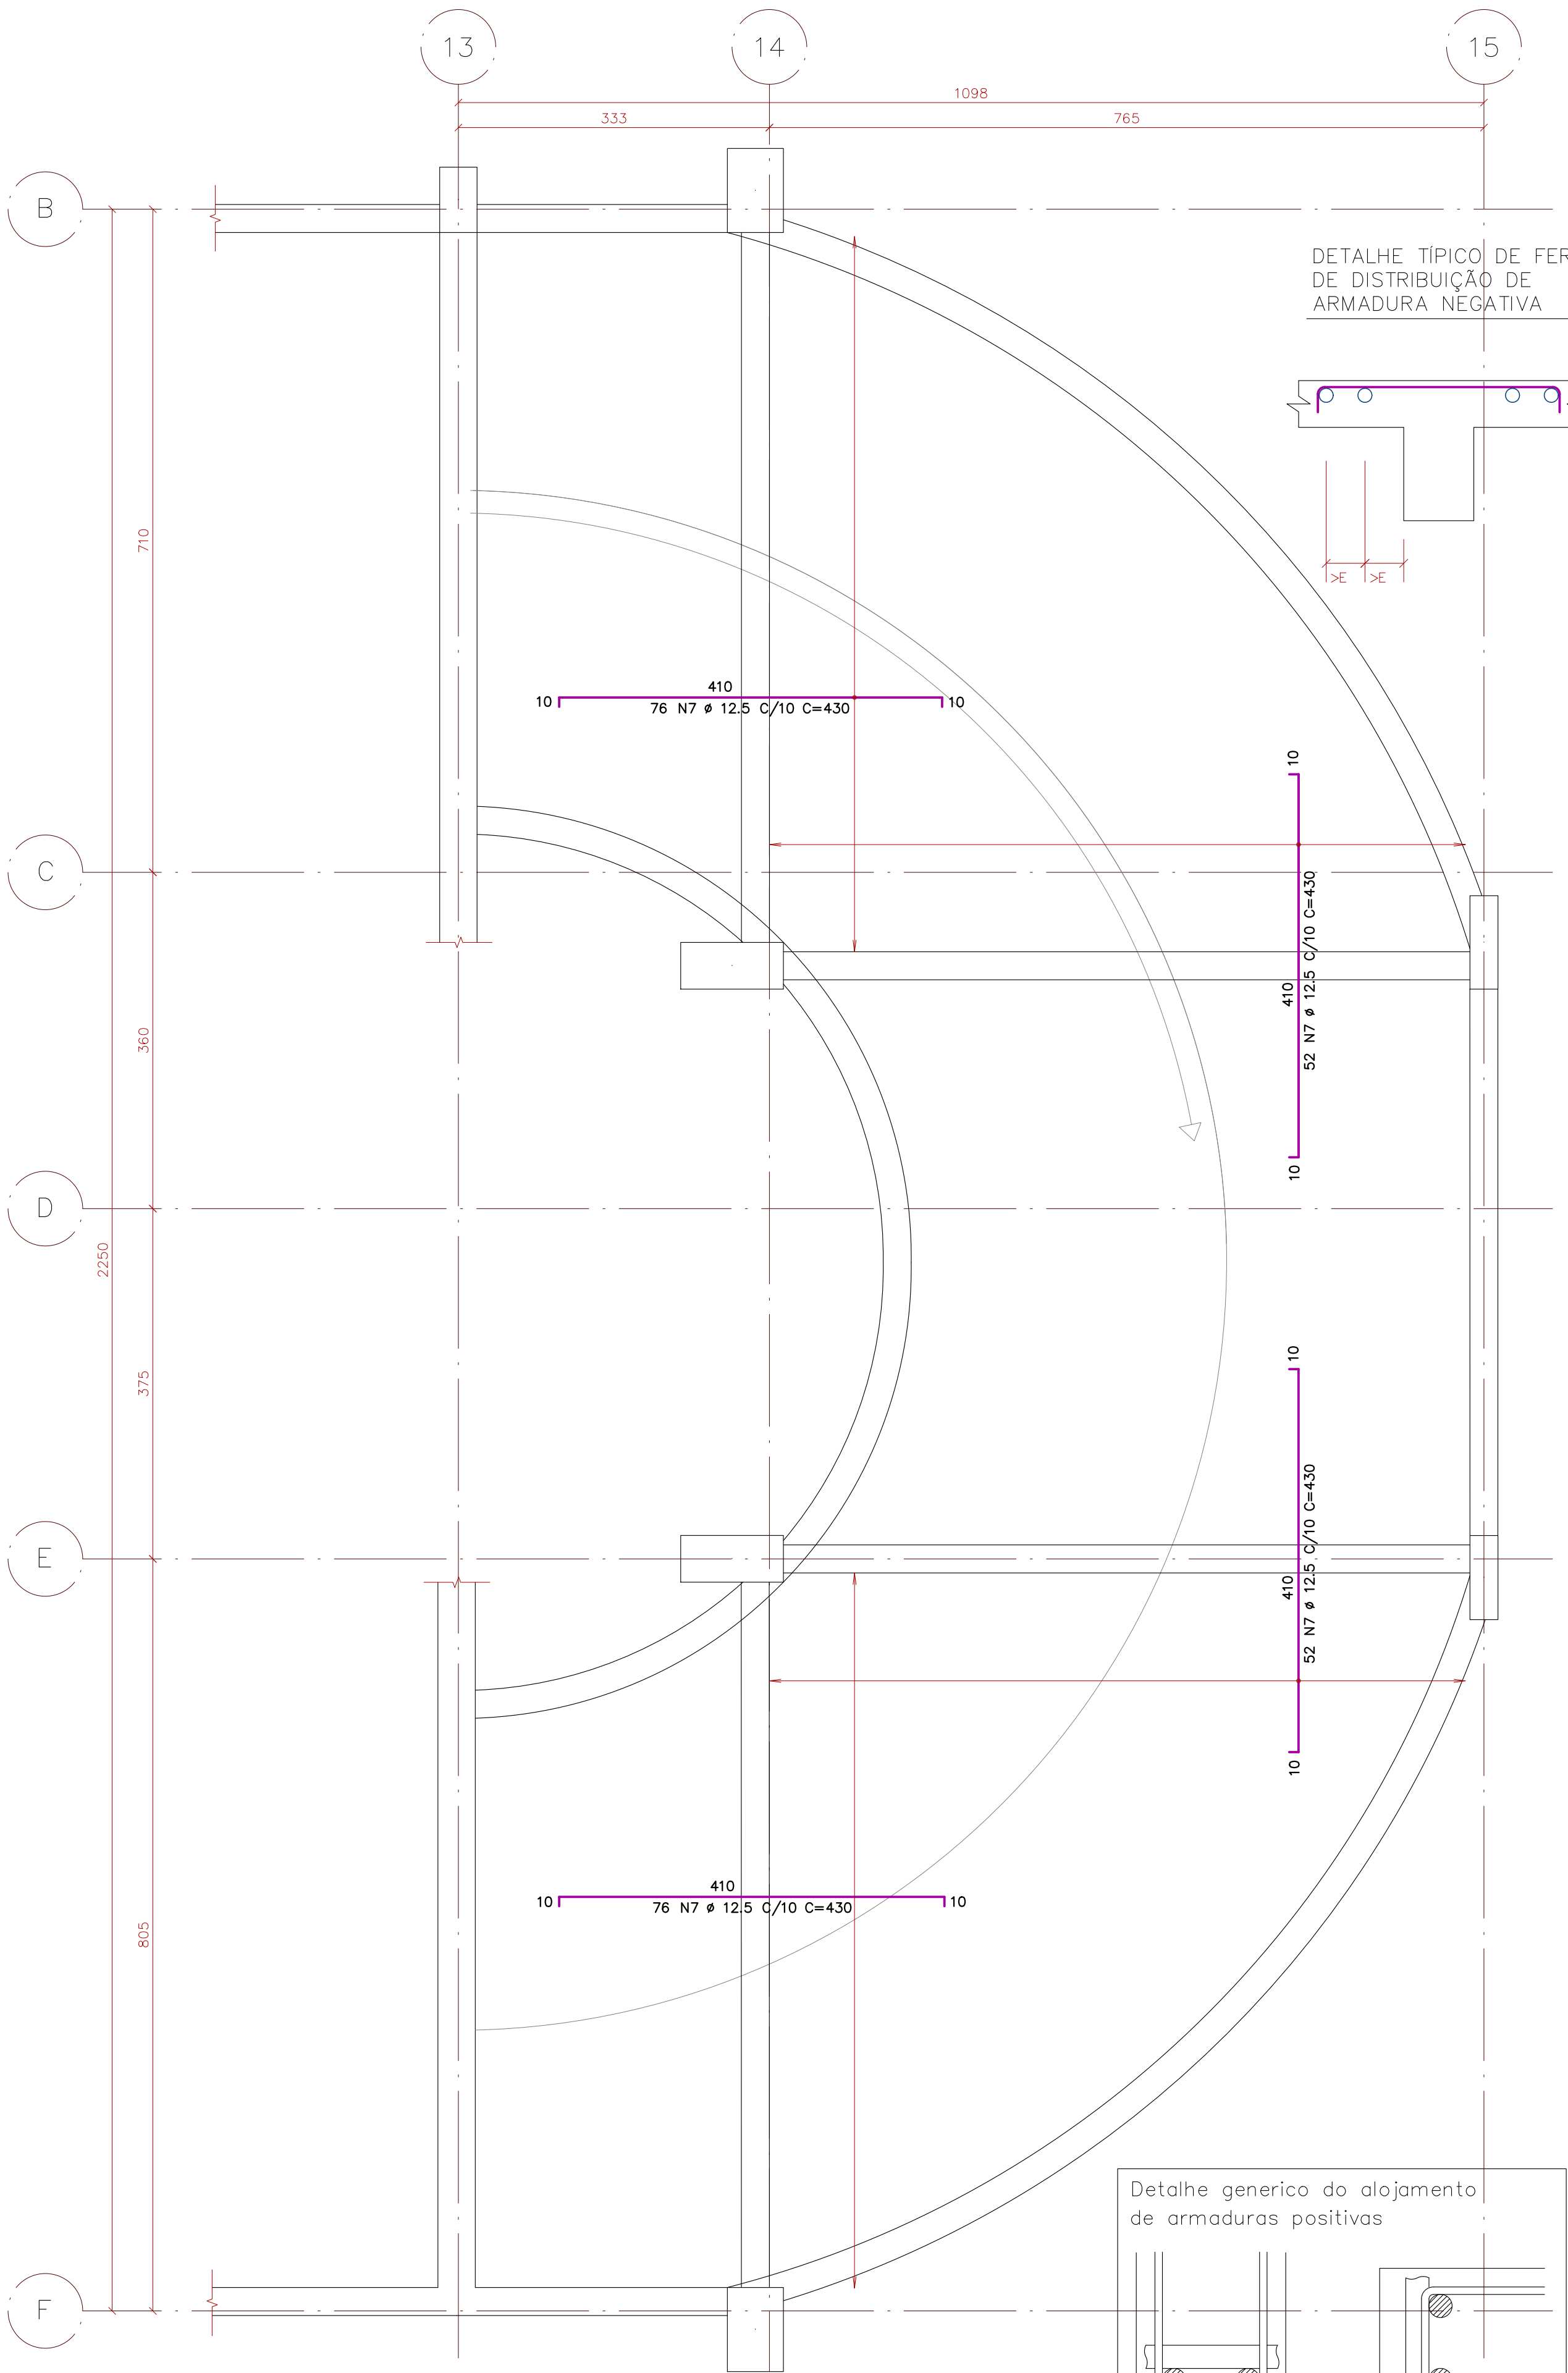 13
14
15
1098
333
765
B
DETALHE TÍPICO DE
DE DISTRIBUIÇÃO DE
ARMADURA NEGATIVA
710
>E
>E
410
10
10
76 N7 ø 12.5 C/10 C=430
10
410
52 N7 ø 12.5 C/10 C=430
10
C
360
D
2250
375
10
410
52 N7 ø 12.5 C/10 C=430
10
E
410
10
10
76 N7 ø 12.5 C/10 C=430
805
Detalhe generico do alojamento
de armaduras positivas
F